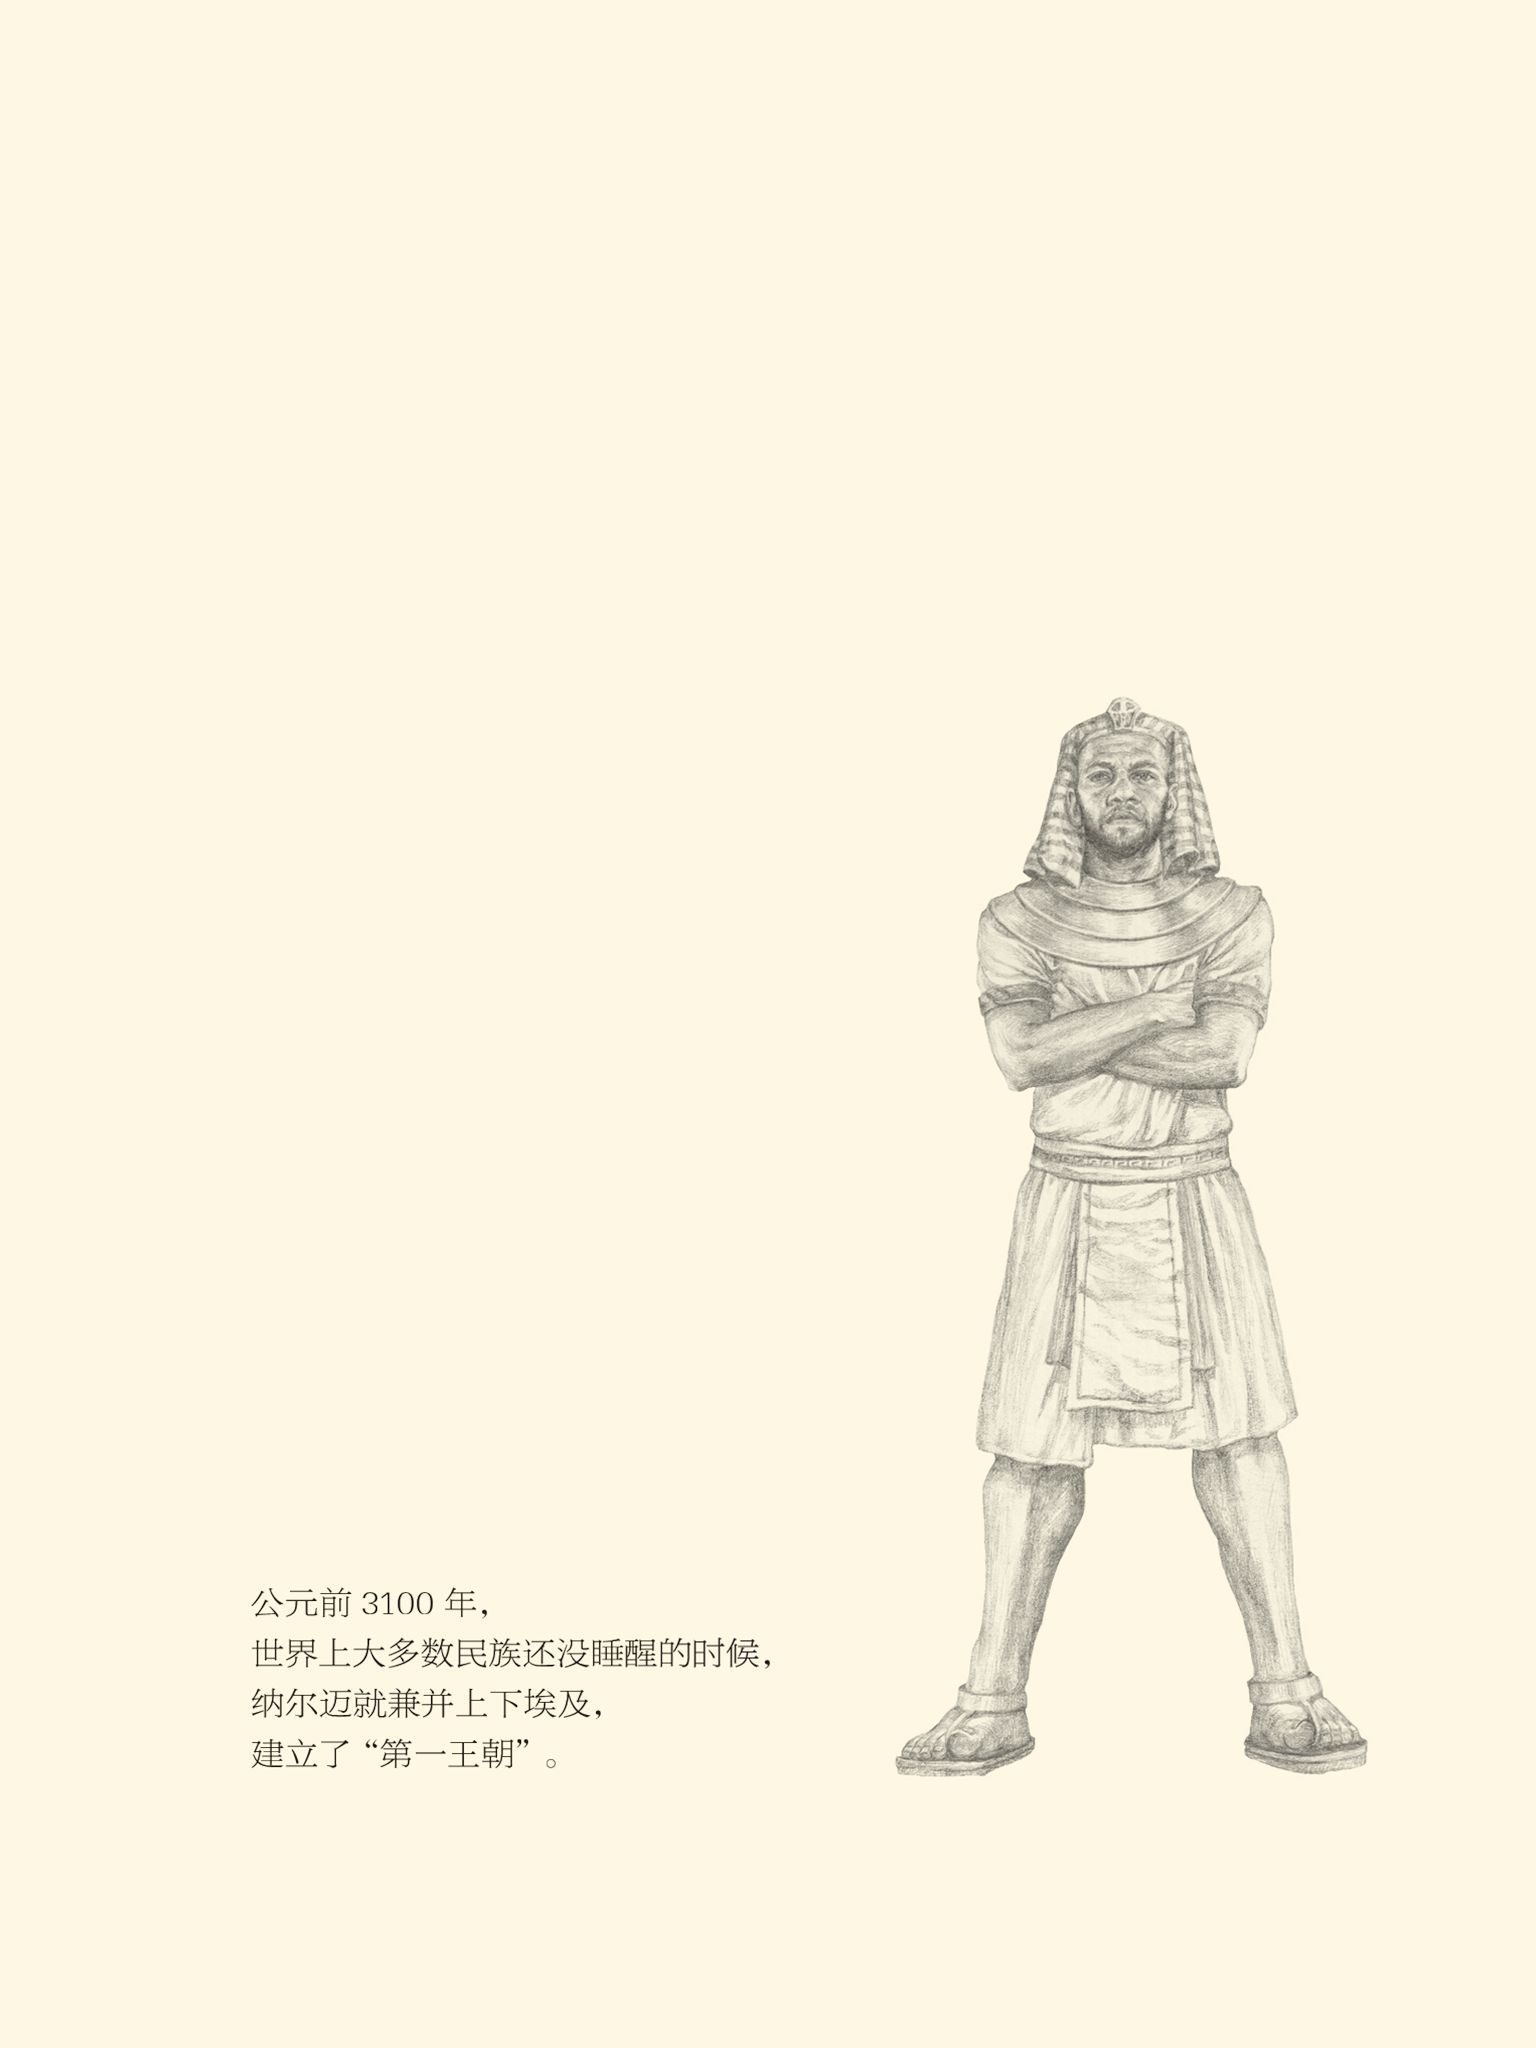 公元前 3100 年，
世界上大多数民族还没睡醒的时候，
纳尔迈就兼并上下埃及，
建立了“第一王朝”。